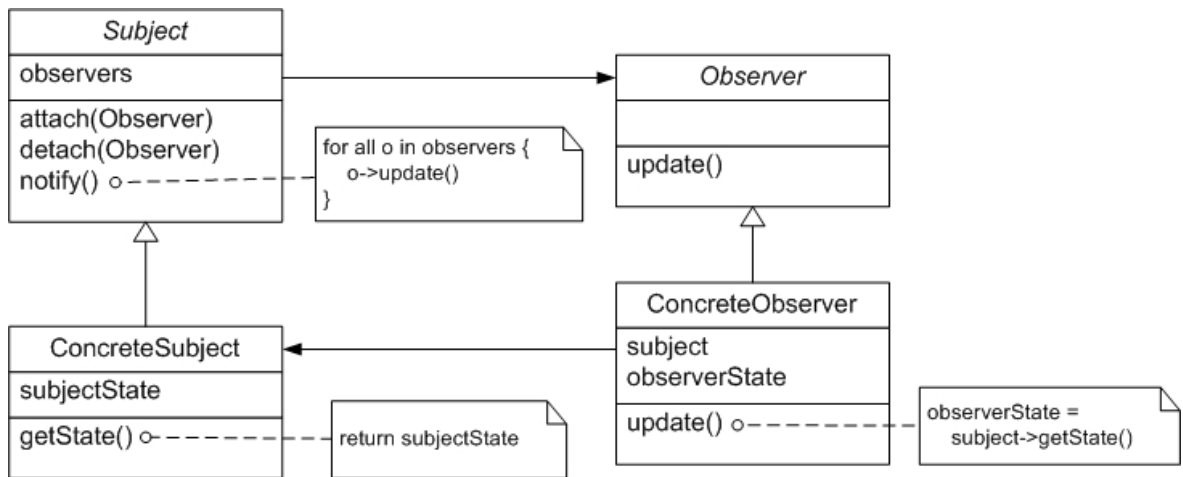 Subject
observers
attach(Observer)
detach(Observer)
notify()
for all o in observers {
o->update()
}
Observer
update()
ConcreteSubject
subjectState
getState()
return subjectState
ConcreteObserver
subject
observerState
update()
observerState =
subject->getState()